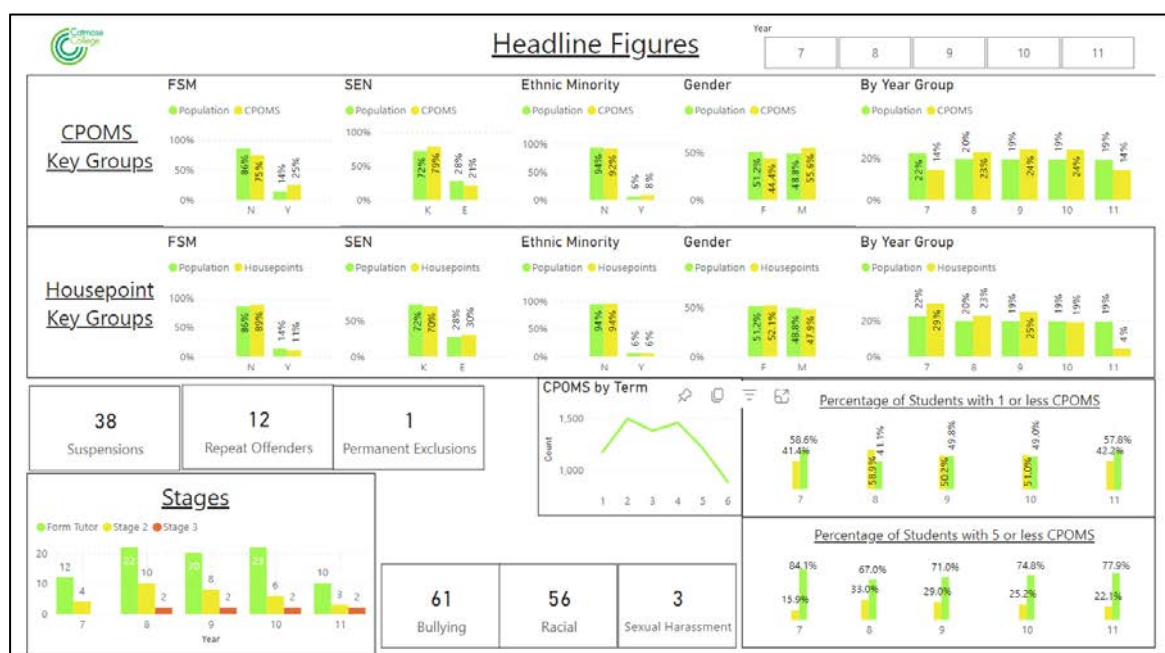 Catmose
College
Headline Figures
Year
7 8 9 10 11
CPOMS
Key Groups
FSM
Population CPOMS
100%
0%
86% 75% 14% 25%
N Y
SEN
Population CPOMS
100%
50%
0%
72% 79% 28% 21%
K E
Ethnic Minority
Population CPOMS
100%
0%
94% 92% 6% 8%
N Y
Gender
Population CPOMS
50%
0%
51.2% 44.4% 48.8% 55.6%
F M
By Year Group
Population CPOMS
20%
0%
22% 14% 20% 23% 19% 24% 19% 24% 19% 14%
7 8 9 10 11
Housepoint
Key Groups
FSM
Population Housepoints
100%
0%
86% 89% 14% 11%
N Y
SEN
Population Housepoints
50%
0%
72% 70% 28% 30%
K E
Ethnic Minority
Population Housepoints
100%
0%
94% 94% 6% 6%
N Y
Gender
Population Housepoints
50%
0%
51.2% 52.1% 48.8% 47.9%
F M
By Year Group
Population Housepoints
20%
0%
22% 29% 20% 23% 19% 25% 19% 19% 19% 4%
7 8 9 10 11
38
Suspensions
12
Repeat Offenders
1
Permanent Exclusions
CPOMS by Term
Count
1,500
1,000
1 2 3 4 5 6
Percentage of Students with 1 or less CPOMS
41.4% 58.6% 58.9% 41.1% 50.2% 49.8% 51.0% 49.0% 42.2% 57.8%
7 8 9 10 11
Stages
Form Tutor Stage 2 Stage 3
20
10
0
12 4 22 10 2 20 8 2 23 6 2 10 3 2
7 8 9 10 11
Year
61
Bullying
56
Racial
3
Sexual Harassment
Percentage of Students with 5 or less CPOMS
15.9% 84.1% 33.0% 67.0% 29.0% 71.0% 25.2% 74.8% 22.1% 77.9%
7 8 9 10 11